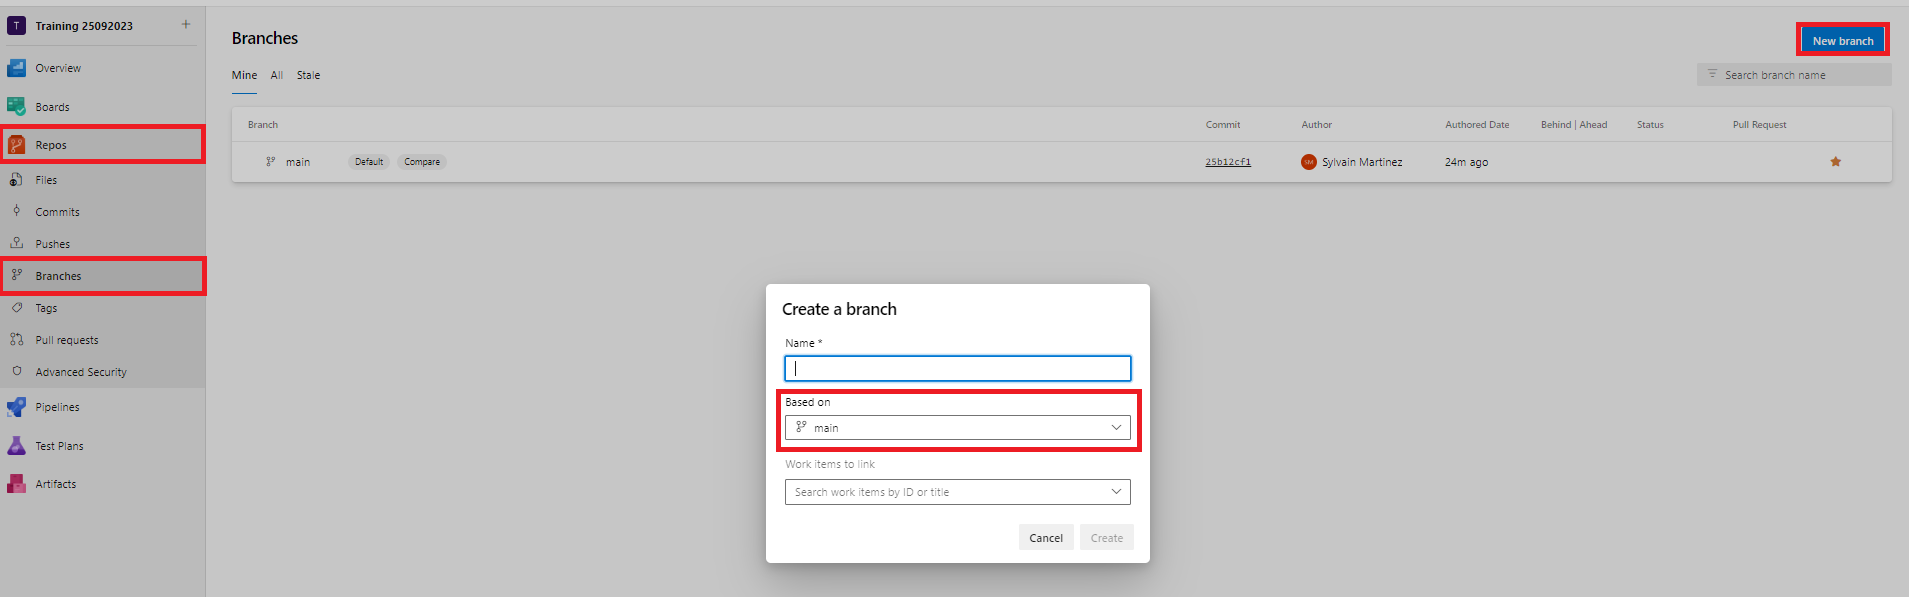 T Training 25092023 +
Overview
Boards
Repos
Files
Commits
Pushes
Branches
Tags
Pull requests
Advanced Security
Pipelines
Test Plans
Artifacts
Branches
New branch
Mine All Stale
Search branch name
Branch Commit Author Authored Date Behind | Ahead Status Pull Request
main Default Compare 25b12cf1 SM Sylvain Martinez 24m ago
Create a branch
Name *
Based on
main
Work items to link
Search work items by ID or title
Cancel Create